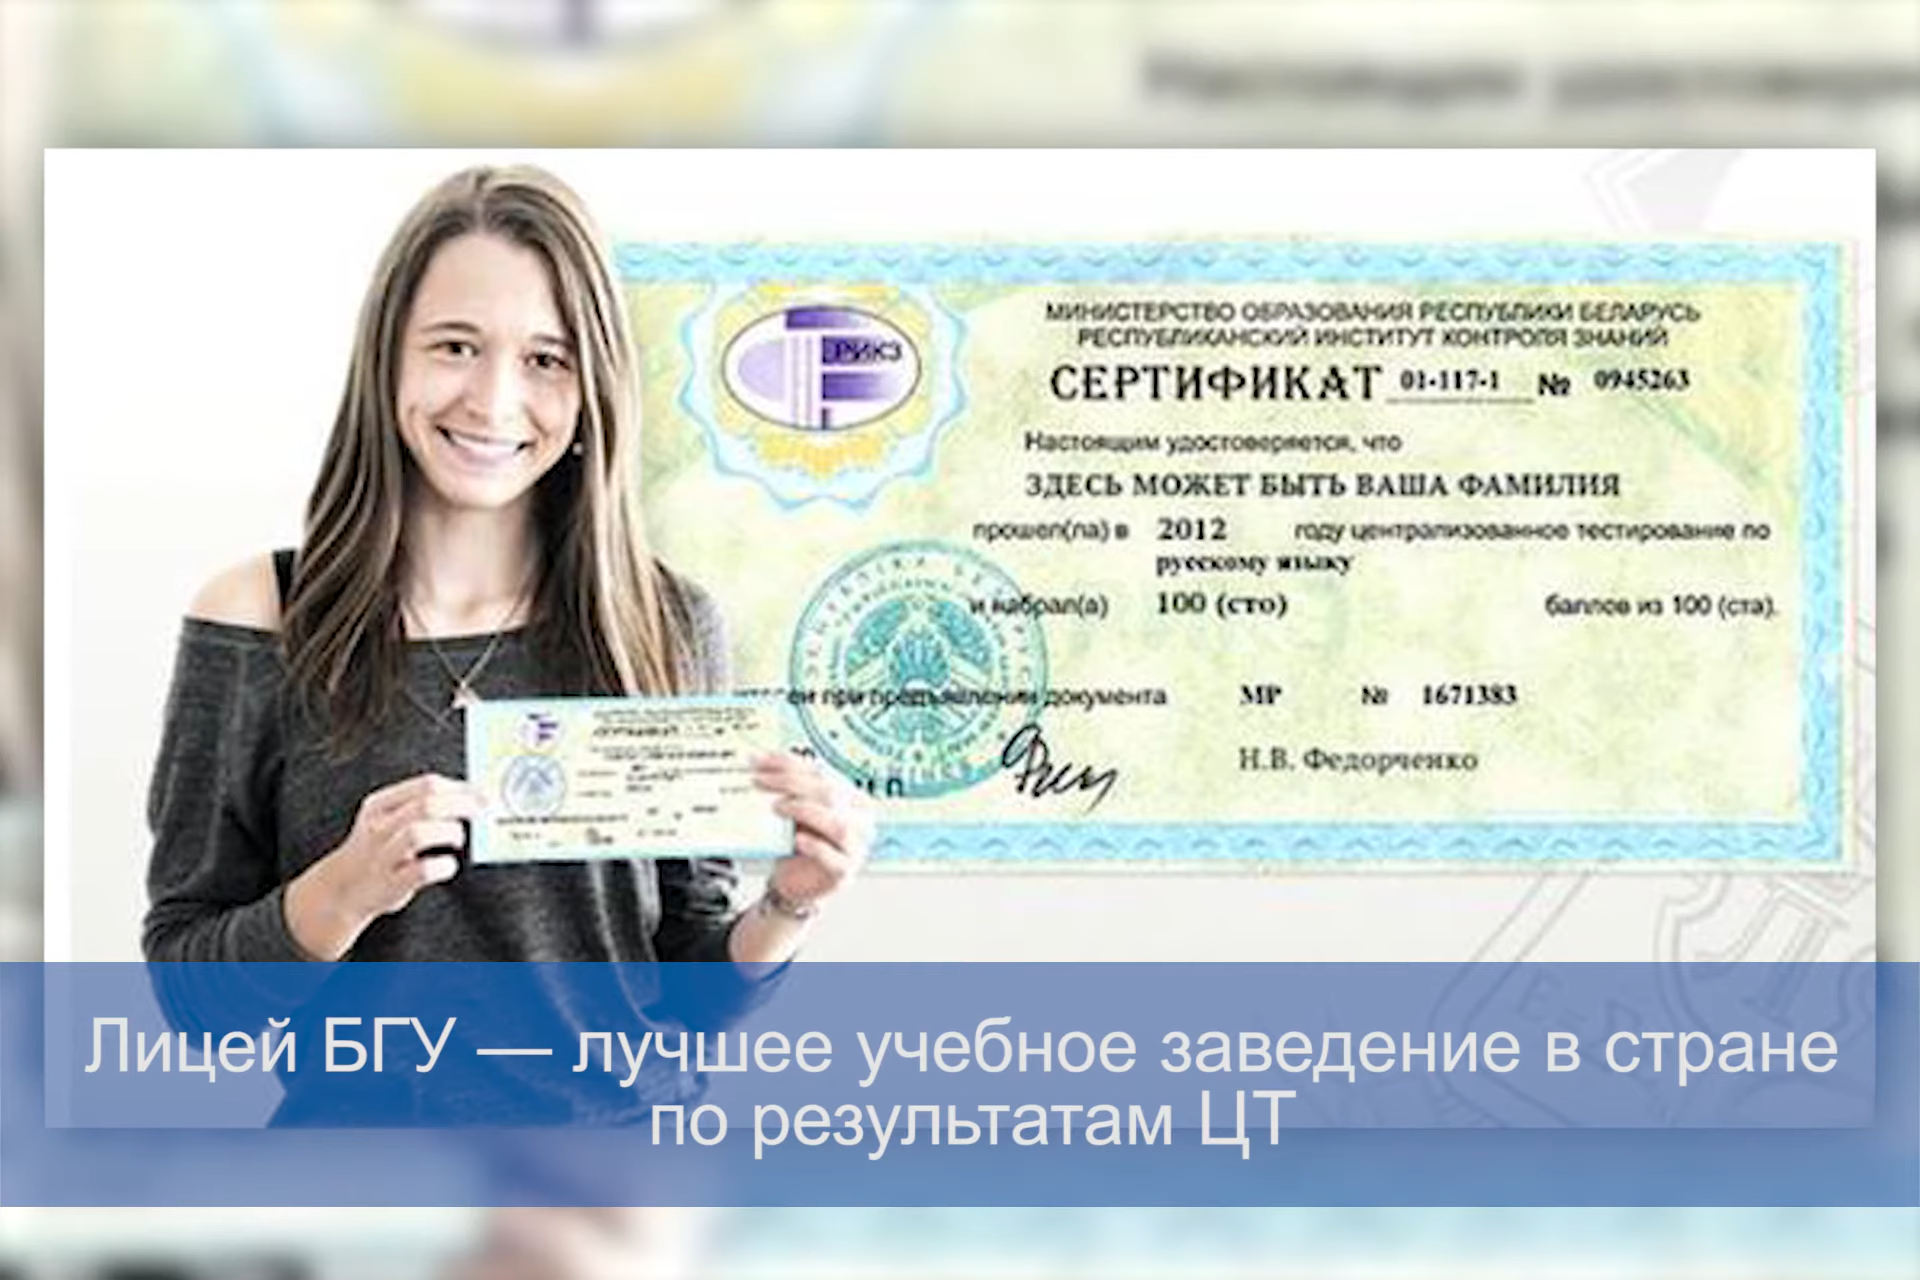 МИНИСТЕРСТВО ОБРАЗОВАНИЯ РЕСПУБЛИКИ БЕЛАРУСЬ
РЕСПУБЛИКАНСКИЙ ИНСТИТУТ КОНТРОЛЯ ЗНАНИЙ
РИКЗ
СЕРТИФИКАТ 01-117-1 № 0945263
Настоящим удостоверяется, что
ЗДЕСЬ МОЖЕТ БЫТЬ ВАША ФАМИЛИЯ
прошел(ла) в 2012 году централизованное тестирование по
русскому языку
и набрал(а) 100 (сто) баллов из 100 (ста).
при предъявлении документа МР № 1671383
Н.В. Федорченко
Лицей БГУ — лучшее учебное заведение в стране
по результатам ЦТ